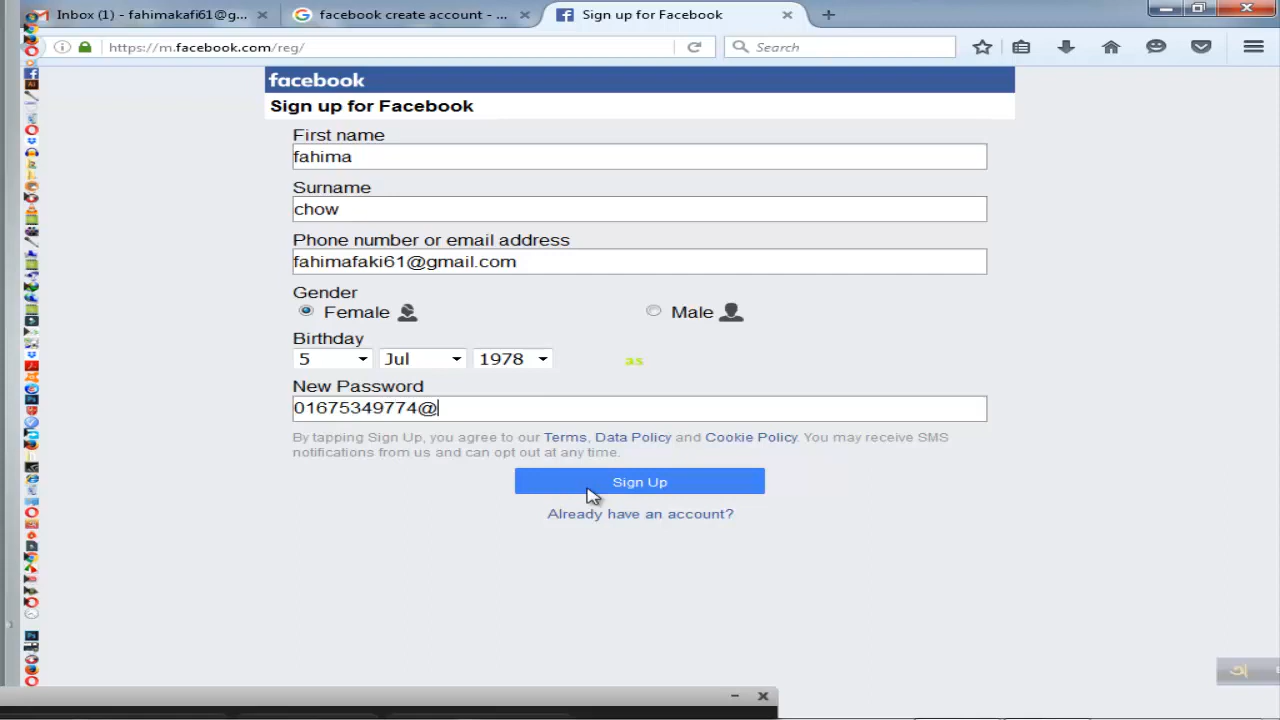 Inbox (1) - fahimakafi61@g...
facebook create account - ...
Sign up for Facebook
https://m.facebook.com/reg/
Search
facebook
Sign up for Facebook
First name
fahima
Surname
chow
Phone number or email address
fahimafaki61@gmail.com
Gender
Female
Male
Birthday
5 Jul 1978
as
New Password
01675349774@
By tapping Sign Up, you agree to our Terms, Data Policy and Cookie Policy. You may receive SMS
notifications from us and can opt out at any time.
Sign Up
Already have an account?